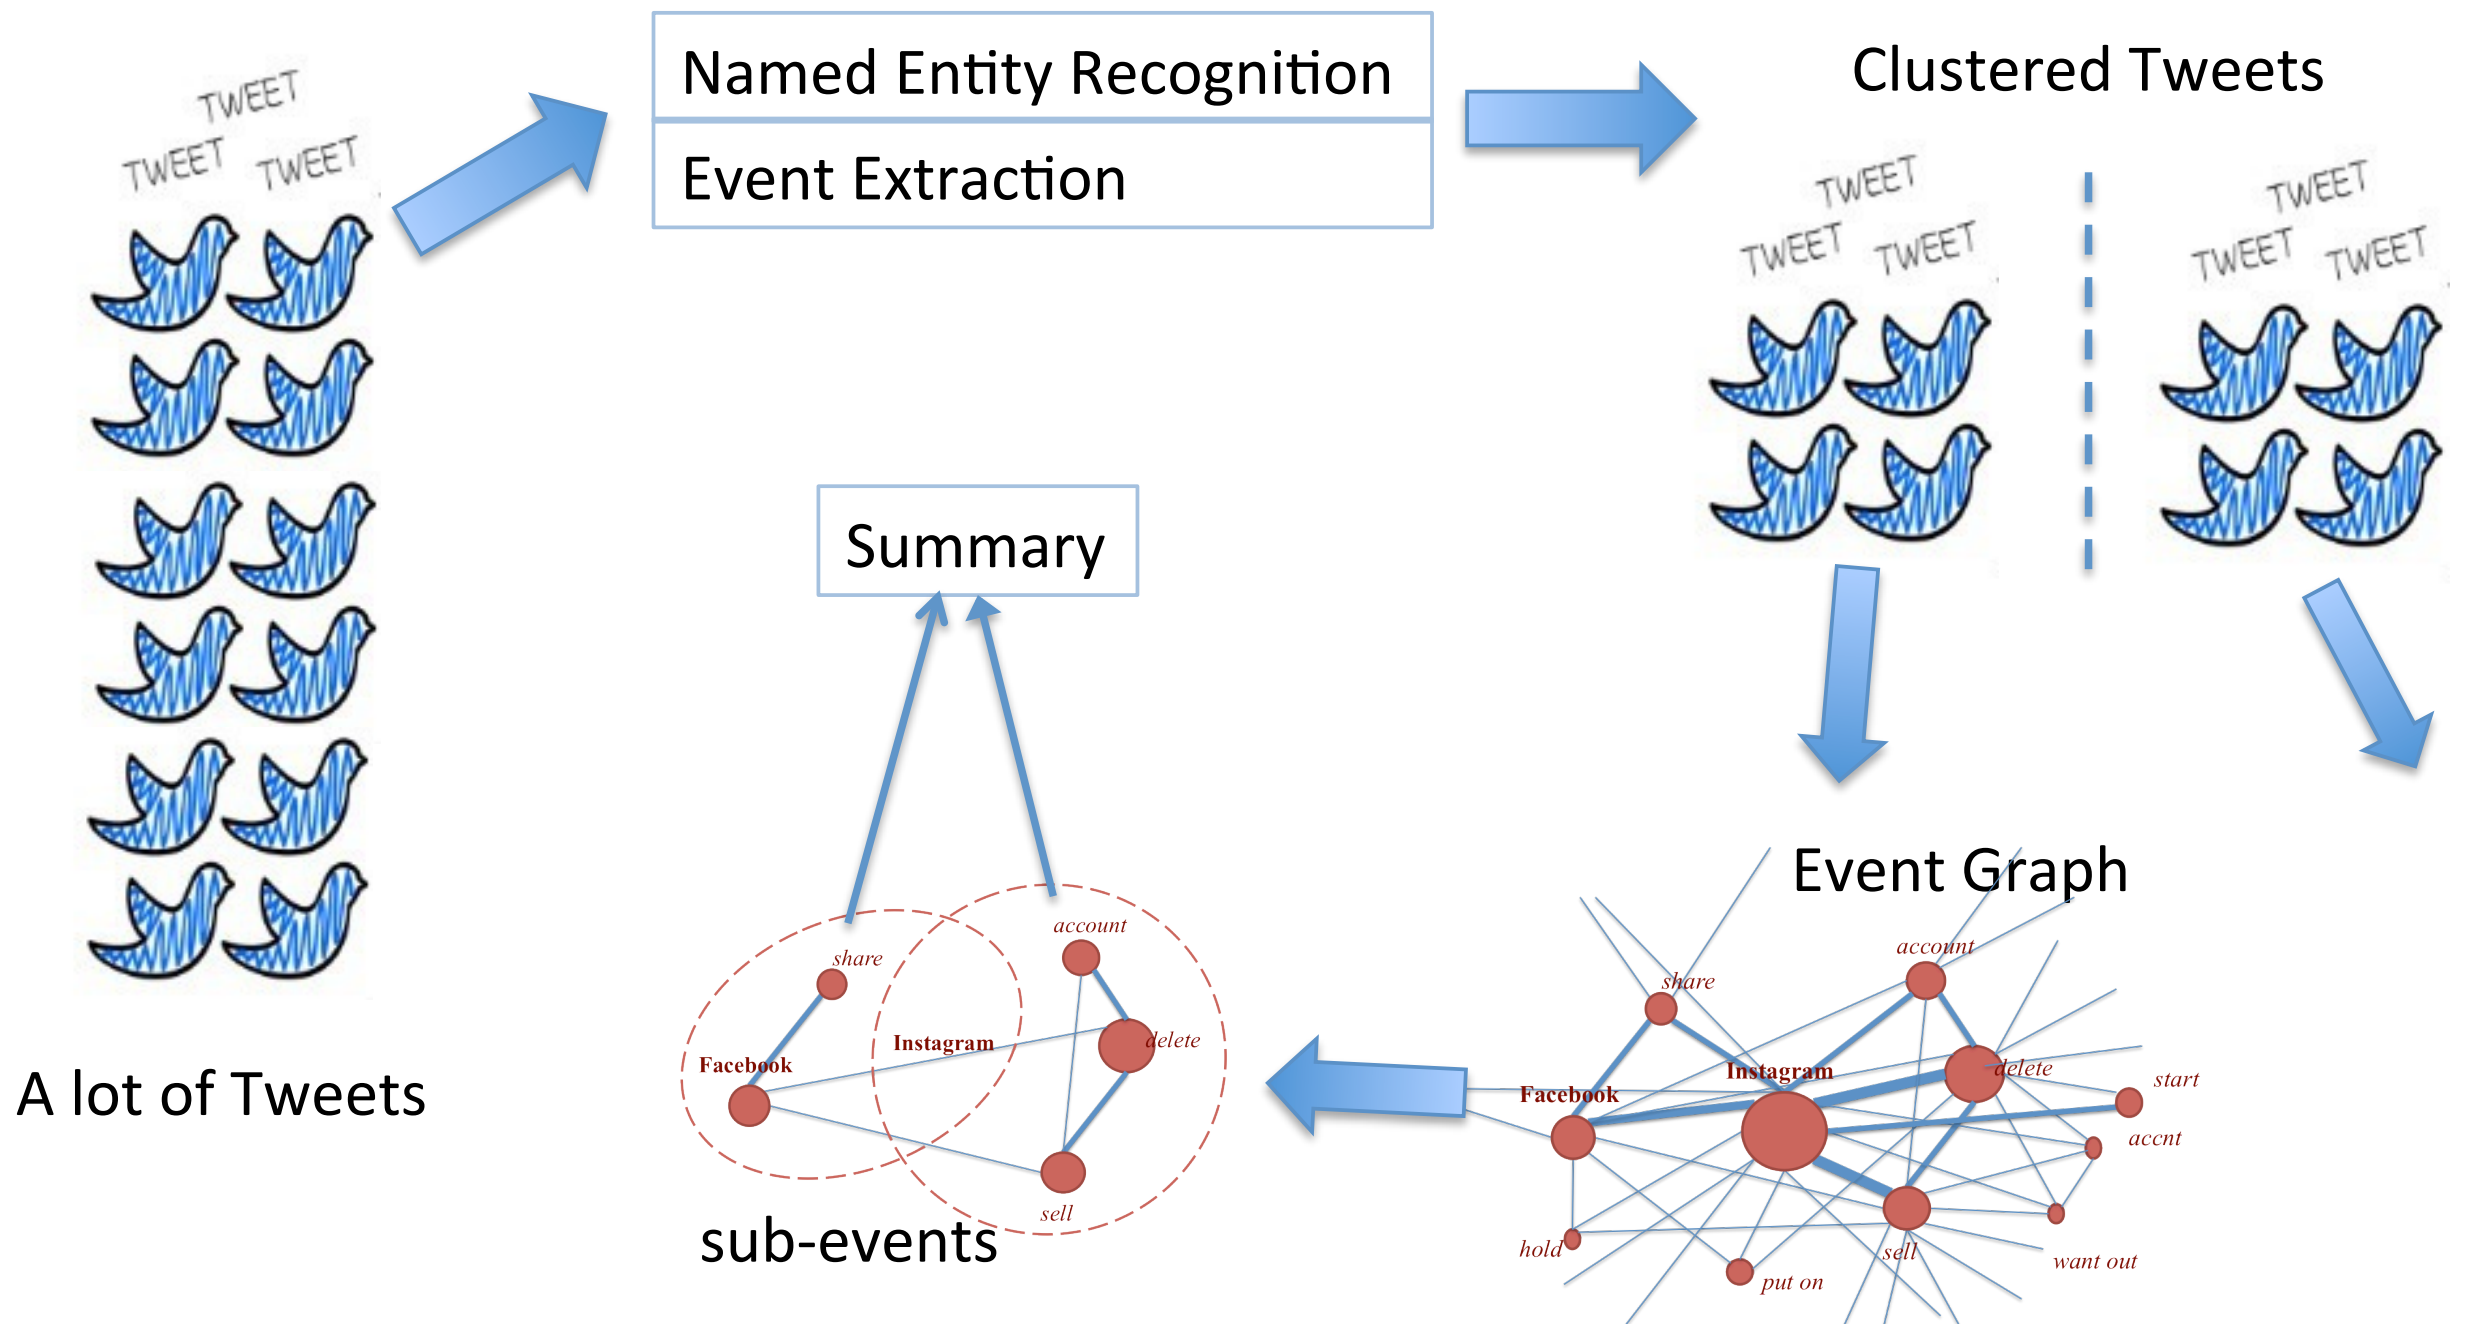 TWEET
TWEET TWEET
A lot of Tweets
Named Entity Recognition
Event Extraction
Clustered Tweets
TWEET
TWEET TWEET
TWEET
TWEET TWEET
Event Graph
account
share
Instagram
delete
Facebook
start
accnt
hold
sell
want out
put on
account
share
Instagram
delete
Facebook
sell
sub-events
Summary